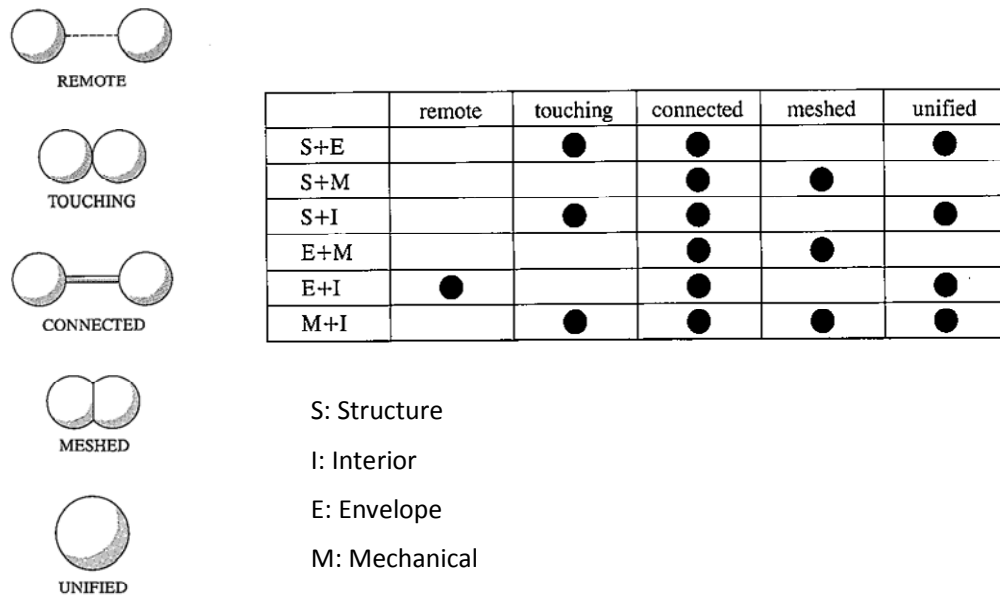 REMOTE
TOUCHING
CONNECTED
MESHED
UNIFIED
remote touching connected meshed unified
S+E
S+M
S+I
E+M
E+I
M+I
S: Structure
I: Interior
E: Envelope
M: Mechanical